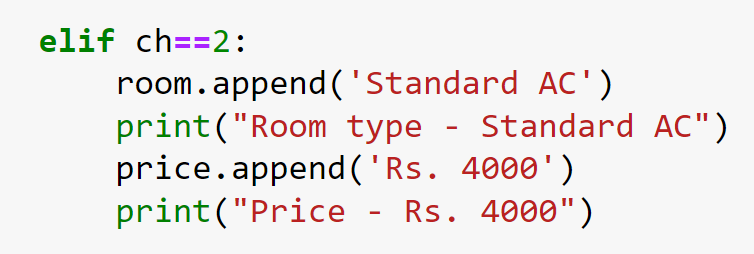 elif ch==2:
    room.append('Standard AC')
    print("Room type - Standard AC")
    price.append('Rs. 4000')
    print("Price - Rs. 4000")